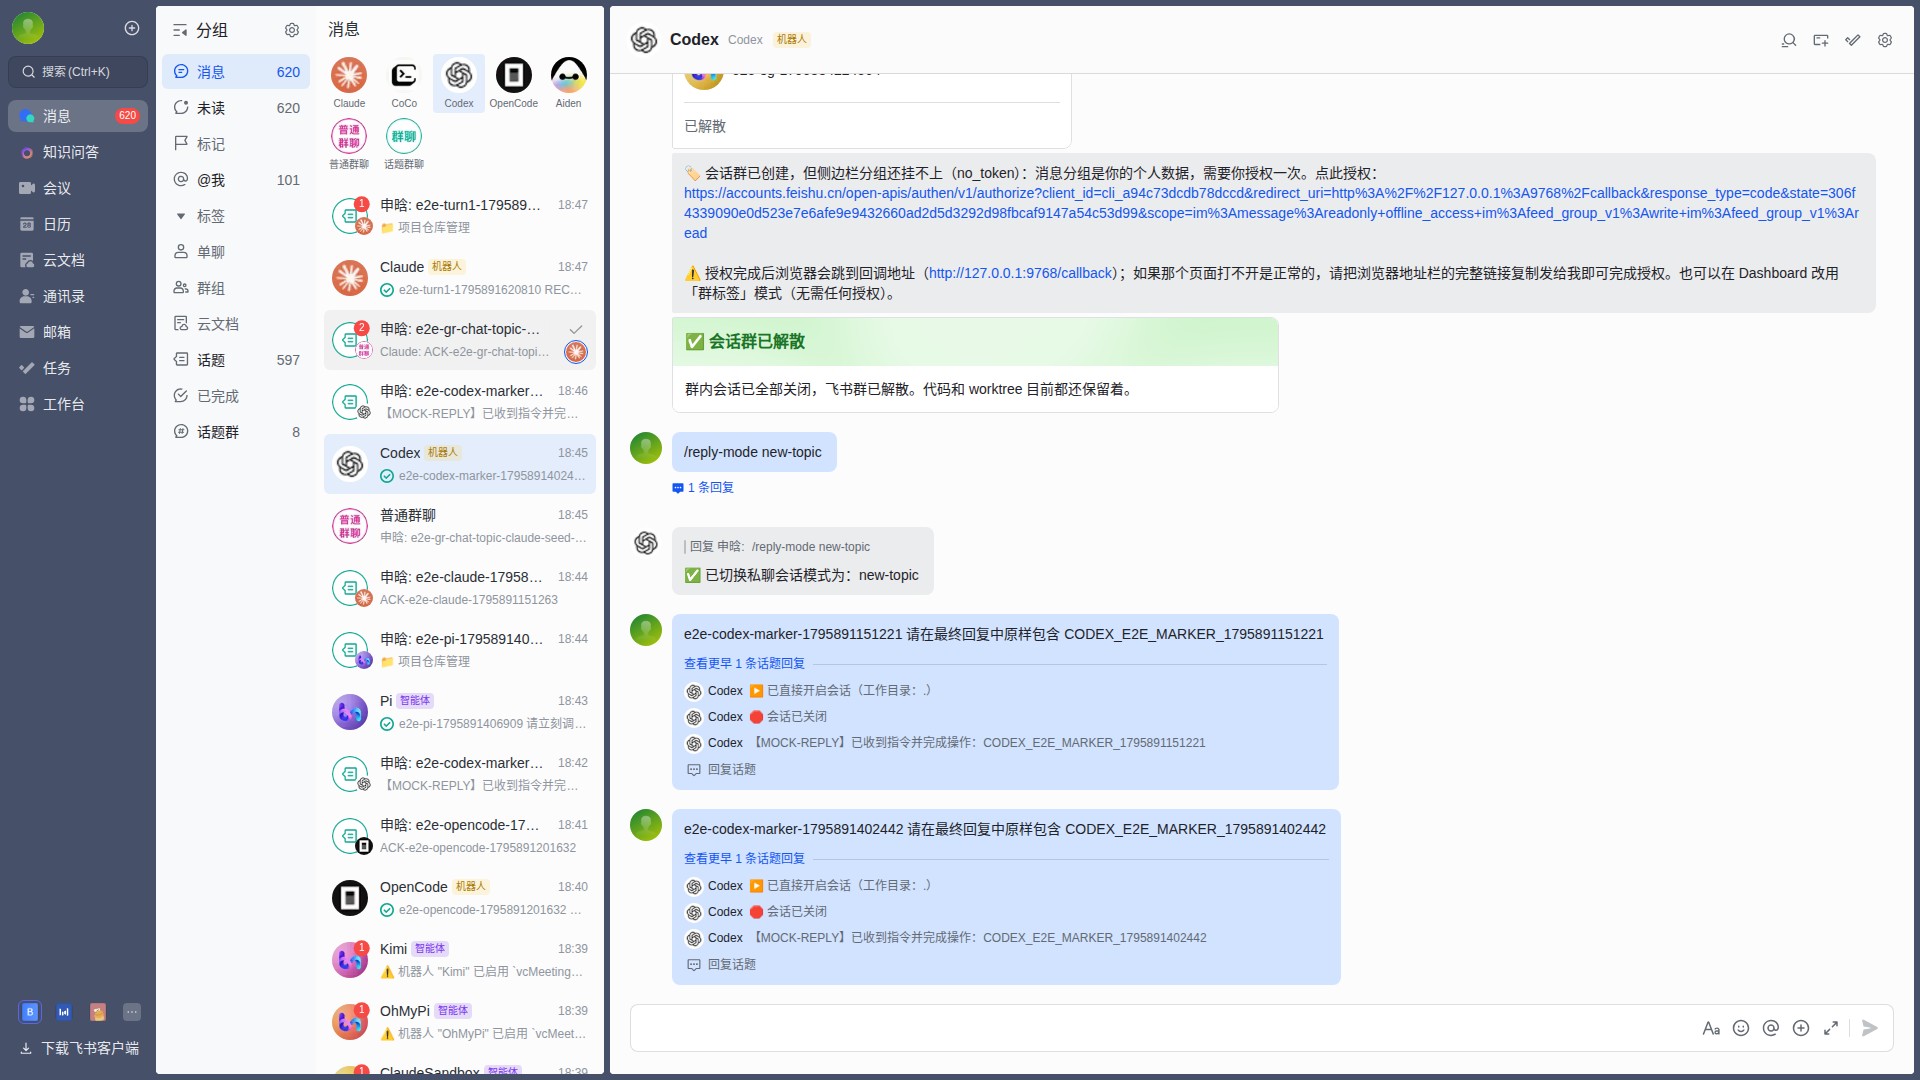 搜索 (Ctrl+K)
消息 620
知识问答
会议
日历
云文档
通讯录
邮箱
任务
工作台
下载飞书客户端
分组
消息 620
未读 620
标记
@我 101
标签
单聊
群组
云文档
话题 597
已完成
话题群 8
消息
Claude
CoCo
Codex
OpenCode
Aiden
普通群聊
普通群聊
群聊
话题群聊
1
申晗: e2e-turn1-179589... 18:47
📁 项目仓库管理
Claude 机器人 18:47
e2e-turn1-1795891620810 REC...
2
申晗: e2e-gr-chat-topic-...
Claude: ACK-e2e-gr-chat-topi...
申晗: e2e-codex-marker... 18:46
【MOCK-REPLY】已收到指令并完...
Codex 机器人 18:45
e2e-codex-marker-17958914024...
普通群聊
普通群聊 18:45
申晗: e2e-gr-chat-topic-claude-seed-...
申晗: e2e-claude-17958... 18:44
ACK-e2e-claude-1795891151263
申晗: e2e-pi-179589140... 18:44
📁 项目仓库管理
Pi 智能体 18:43
e2e-pi-1795891406909 请立刻调...
申晗: e2e-codex-marker... 18:42
【MOCK-REPLY】已收到指令并完...
申晗: e2e-opencode-17... 18:41
ACK-e2e-opencode-1795891201632
OpenCode 机器人 18:40
e2e-opencode-1795891201632 ...
1
Kimi 智能体 18:39
⚠️ 机器人 "Kimi" 已启用 `vcMeeting...
1
OhMyPi 智能体 18:39
⚠️ 机器人 "OhMyPi" 已启用 `vcMeet...
1
ClaudeSandbox 智能体 18:39
Codex Codex 机器人
已解散
🏷️ 会话群已创建，但侧边栏分组还挂不上（no_token）：消息分组是你的个人数据，需要你授权一次。点此授权：
https://accounts.feishu.cn/open-apis/authen/v1/authorize?client_id=cli_a94c73dcdb78dccd&redirect_uri=http%3A%2F%2F127.0.0.1%3A9768%2Fcallback&response_type=code&state=306f
4339090e0d523e7e6afe9e9432660ad2d5d3292d98fbcaf9147a54c53d99&scope=im%3Amessage%3Areadonly+offline_access+im%3Afeed_group_v1%3Awrite+im%3Afeed_group_v1%3Ar
ead
⚠️ 授权完成后浏览器会跳到回调地址（http://127.0.0.1:9768/callback）；如果那个页面打不开是正常的，请把浏览器地址栏的完整链接复制发给我即可完成授权。也可以在 Dashboard 改用
「群标签」模式（无需任何授权）。
✅ 会话群已解散
群内会话已全部关闭，飞书群已解散。代码和 worktree 目前都还保留着。
/reply-mode new-topic
1 条回复
回复 申晗：/reply-mode new-topic
✅ 已切换私聊会话模式为：new-topic
e2e-codex-marker-1795891151221 请在最终回复中原样包含 CODEX_E2E_MARKER_1795891151221
查看更早 1 条话题回复
Codex ▶️ 已直接开启会话（工作目录：.）
Codex 🛑 会话已关闭
Codex 【MOCK-REPLY】已收到指令并完成操作：CODEX_E2E_MARKER_1795891151221
回复话题
e2e-codex-marker-1795891402442 请在最终回复中原样包含 CODEX_E2E_MARKER_1795891402442
查看更早 1 条话题回复
Codex ▶️ 已直接开启会话（工作目录：.）
Codex 🛑 会话已关闭
Codex 【MOCK-REPLY】已收到指令并完成操作：CODEX_E2E_MARKER_1795891402442
回复话题